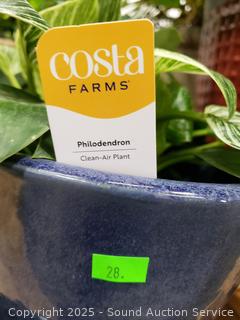 costa
FARMS®
Philodendron
Clean-Air Plant
28.
Copyright 2025 - Sound Auction Service